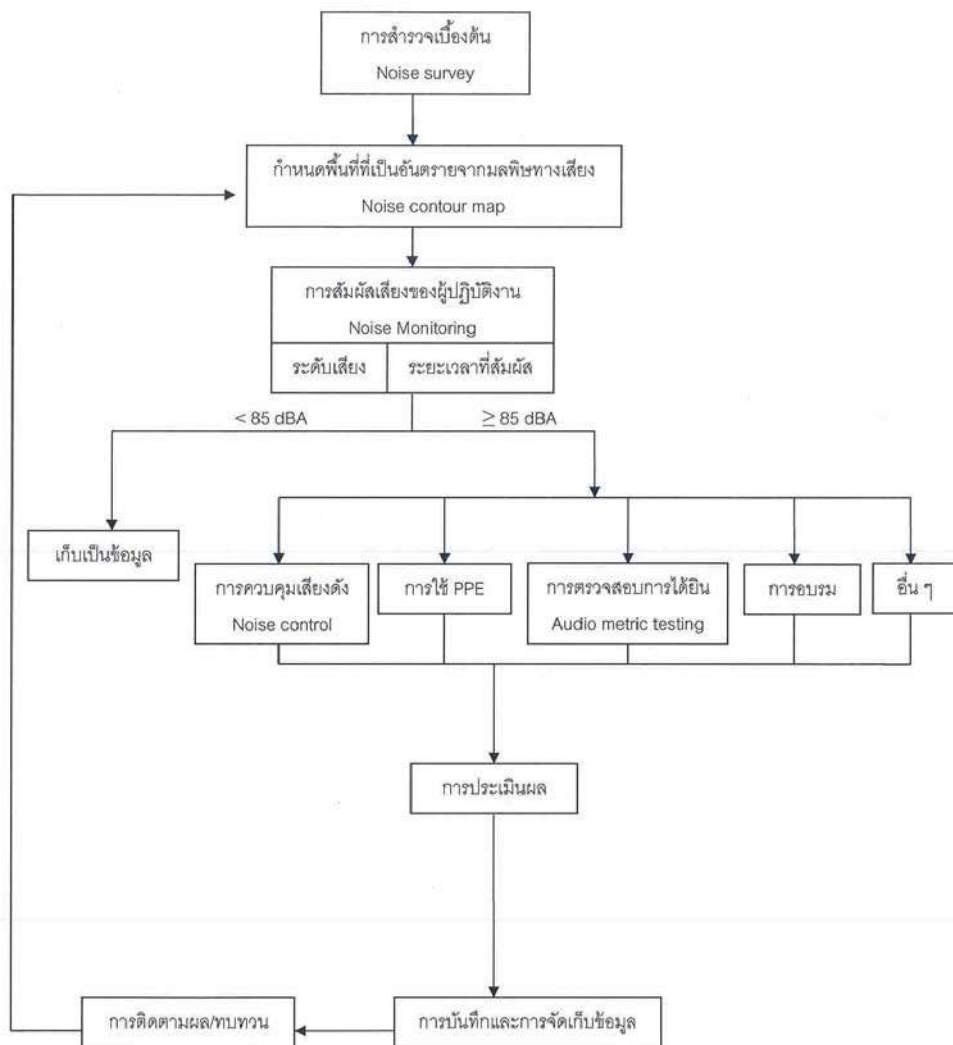 การสำรวจเบื้องต้น
Noise survey
กำหนดพื้นที่ที่เป็นอันตรายจากมลพิษทางเสียง
Noise contour map
การสัมผัสเสียงของผู้ปฏิบัติงาน
Noise Monitoring
ระดับเสียง
ระยะเวลาที่สัมผัส
< 85 dBA
≥ 85 dBA
เก็บเป็นข้อมูล
การควบคุมเสียงดัง
Noise control
การใช้ PPE
การตรวจสอบการได้ยิน
Audio metric testing
การอบรม
อื่น ๆ
การประเมินผล
การติดตามผล/ทบทวน
การบันทึกและการจัดเก็บข้อมูล